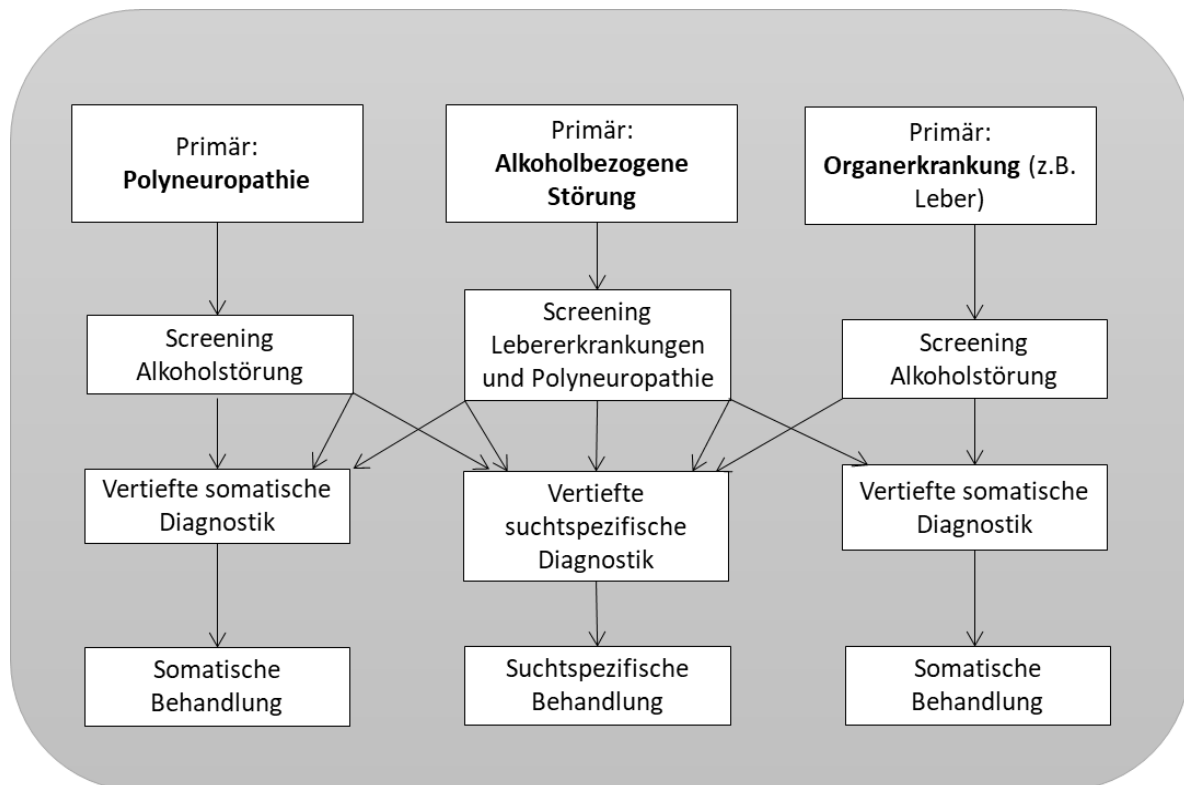 Primär:
Polyneuropathie
Primär:
Alkoholbezogene
Störung
Primär:
Organerkrankung (z.B.
Leber)
Screening
Alkoholstörung
Screening
Lebererkrankungen
und Polyneuropathie
Screening
Alkoholstörung
Vertiefte somatische
Diagnostik
Vertiefte
suchtspezifische
Diagnostik
Vertiefte somatische
Diagnostik
Somatische
Behandlung
Suchtspezifische
Behandlung
Somatische
Behandlung